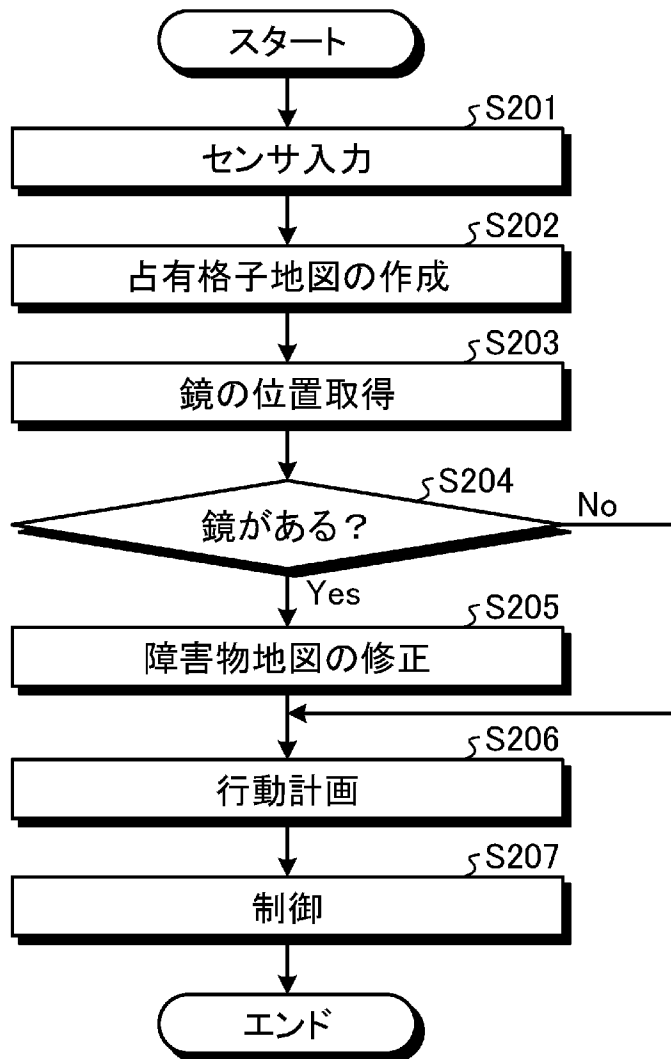 スタート
S201
センサ入力
S202
占有格子地図の作成
S203
鏡の位置取得
S204
鏡がある？
No
Yes
S205
障害物地図の修正
S206
行動計画
S207
制御
エンド